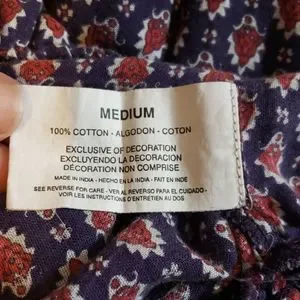 MEDIUM
100% COTTON - ALGODON - COTON
EXCLUSIVE OF DECORATION
EXCLUYENDO LA DECORACION
DÉCORATION NON COMPRISE
MADE IN INDIA - HECHO EN LA INDIA - FAIT EN INDE
SEE REVERSE FOR CARE - VER AL REVERSO PARA EL CUIDADO -
VOIR LES INSTRUCTIONS D'ENTRETIEN AU DOS